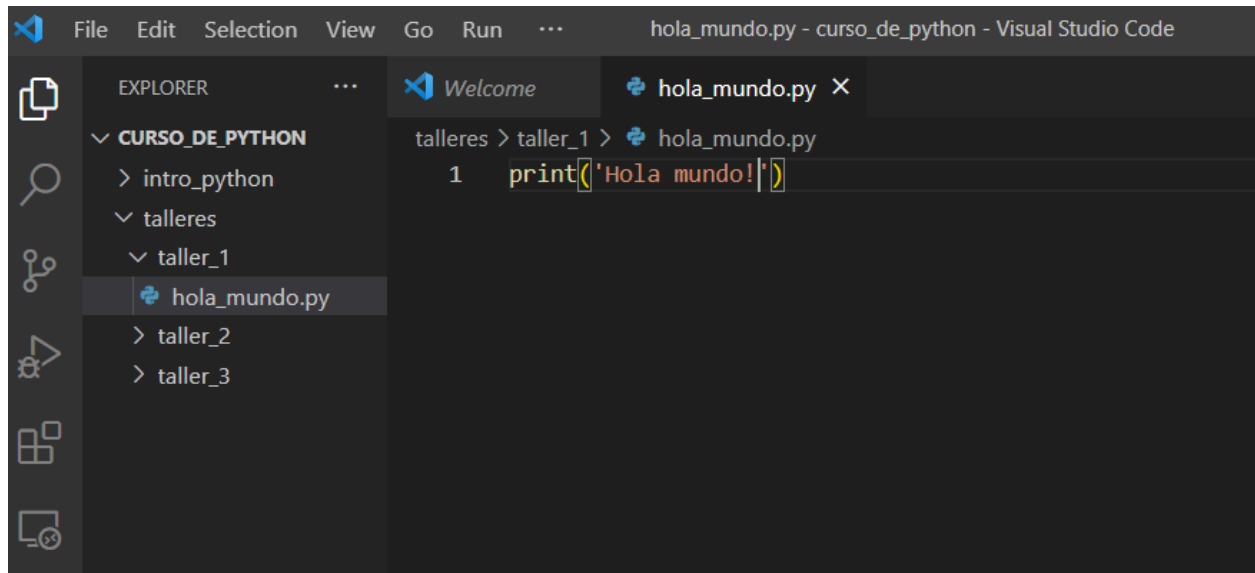 File Edit Selection View Go Run ··· hola_mundo.py - curso_de_python - Visual Studio Code
EXPLORER ···
CURSO_DE_PYTHON
intro_python
talleres
taller_1
hola_mundo.py
taller_2
taller_3
Welcome hola_mundo.py
talleres > taller_1 > hola_mundo.py
1 print('Hola mundo!')